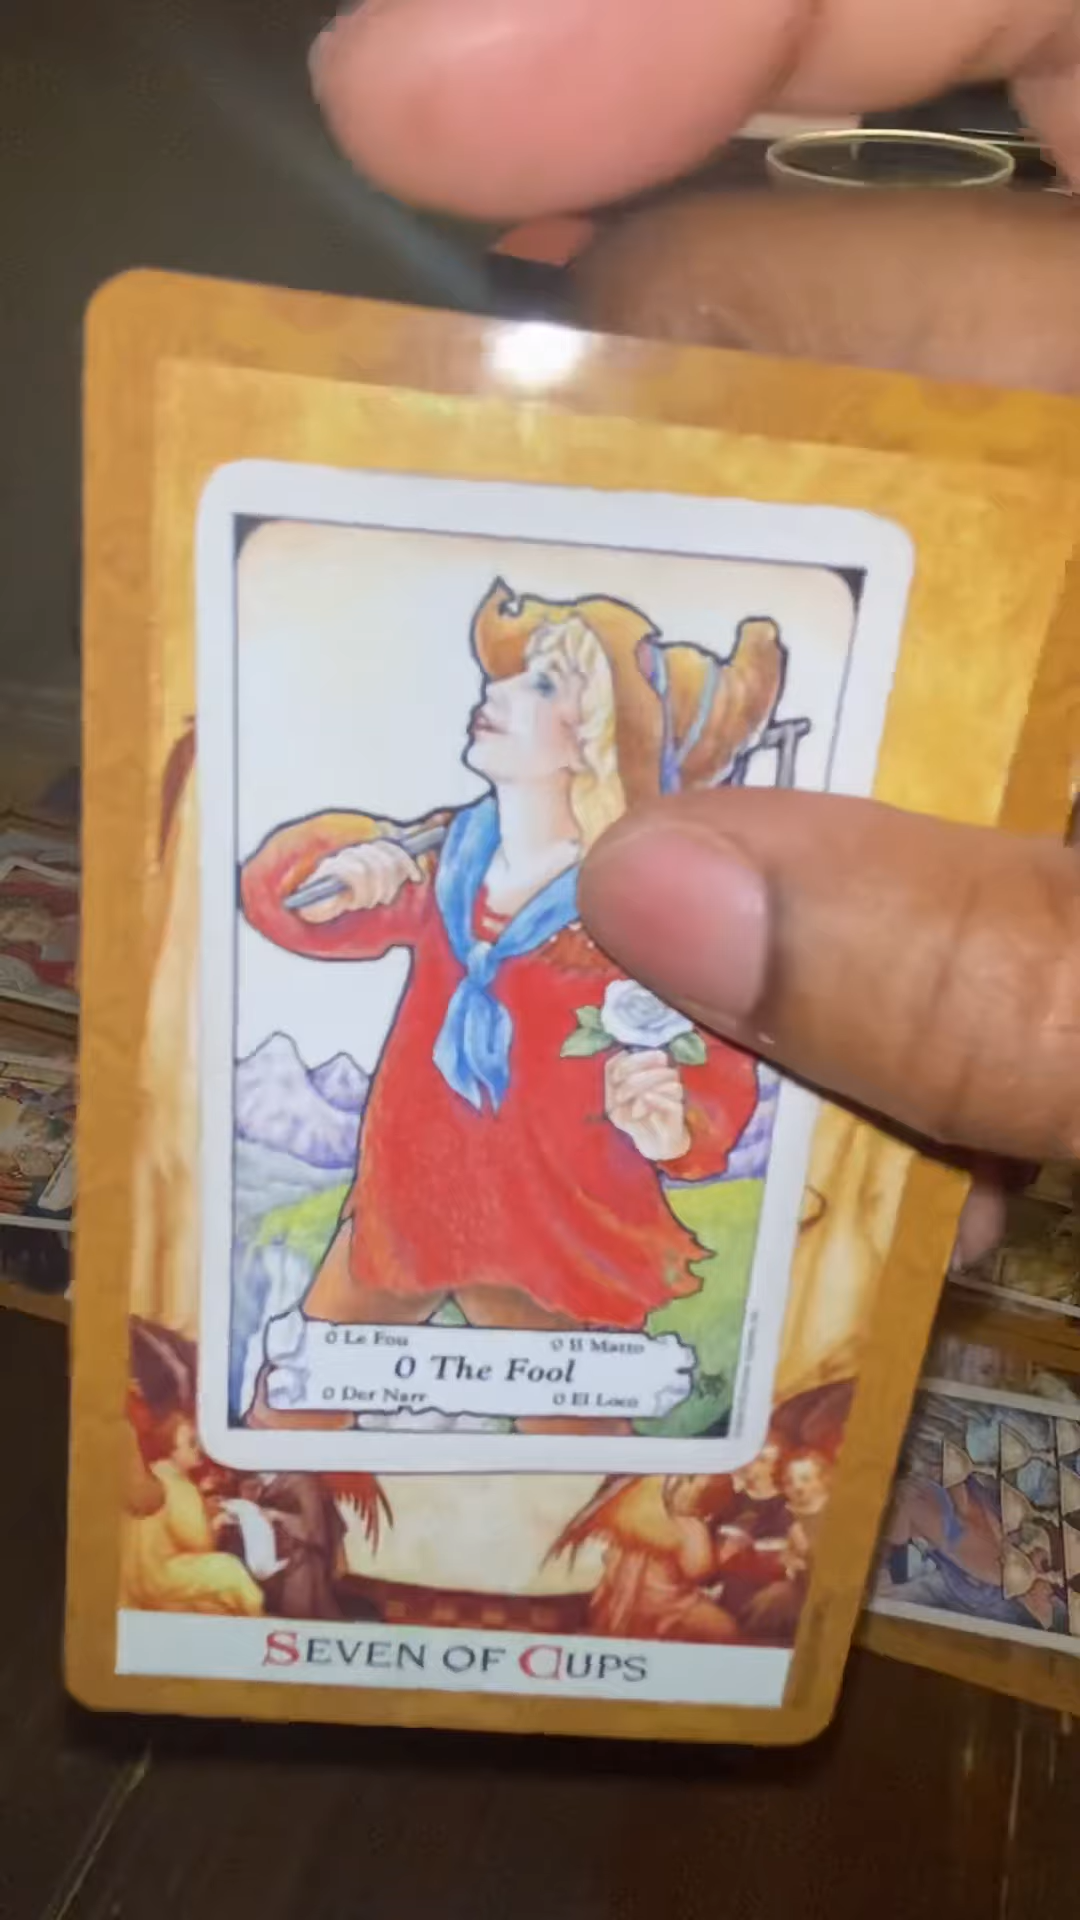 0 Le Fou 0 Il Matto
0 The Fool
0 Der Narr 0 El Loco
SEVEN OF CUPS